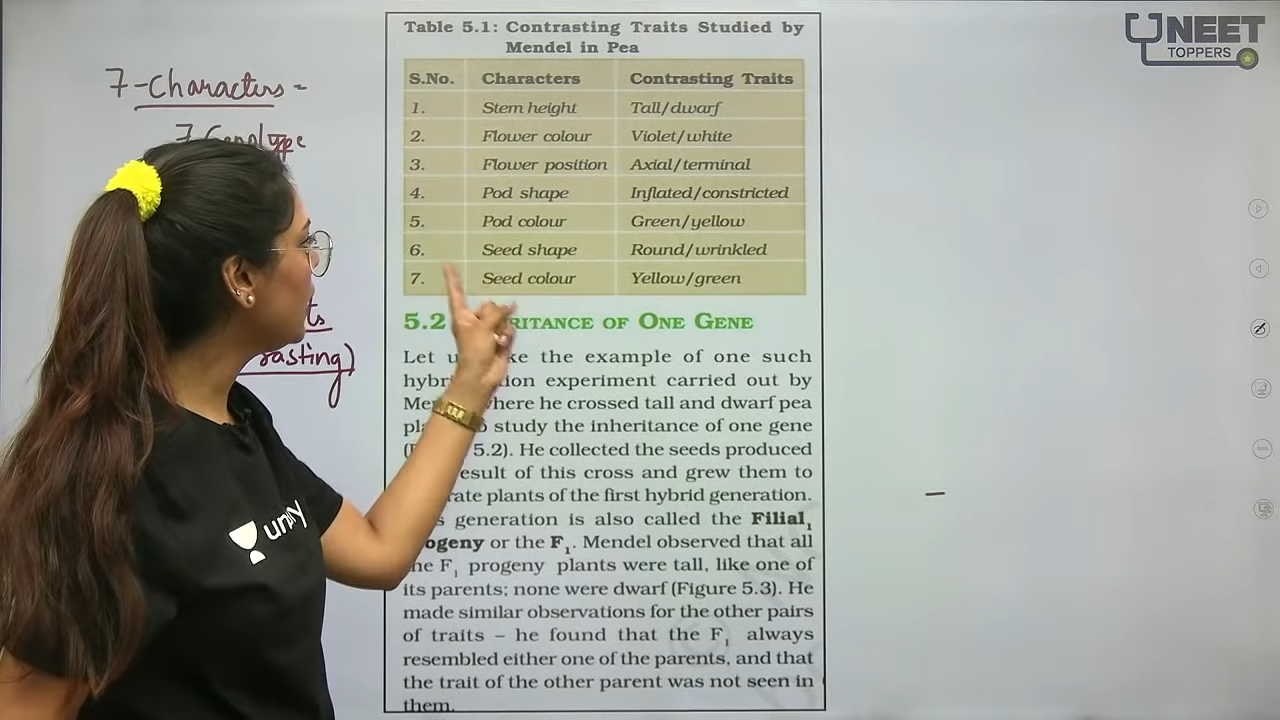 7-Characters -
7 Genotype
ts
rasting)
Table 5.1: Contrasting Traits Studied by
Mendel in Pea
S.No. Characters Contrasting Traits
1. Stem height Tall/dwarf
2. Flower colour Violet/white
3. Flower position Axial/terminal
4. Pod shape Inflated/constricted
5. Pod colour Green/yellow
6. Seed shape Round/wrinkled
7. Seed colour Yellow/green
5.2 RITANCE OF ONE GENE
Let u ke the example of one such
hybri ion experiment carried out by
Me where he crossed tall and dwarf pea
pla o study the inheritance of one gene
( 5.2). He collected the seeds produced
esult of this cross and grew them to
rate plants of the first hybrid generation.
s generation is also called the Filial1
ogeny or the F1. Mendel observed that all
he F1 progeny plants were tall, like one of
its parents; none were dwarf (Figure 5.3). He
made similar observations for the other pairs
of traits – he found that the F1 always
resembled either one of the parents, and that
the trait of the other parent was not seen in
them.
NEET
TOPPERS
una
y